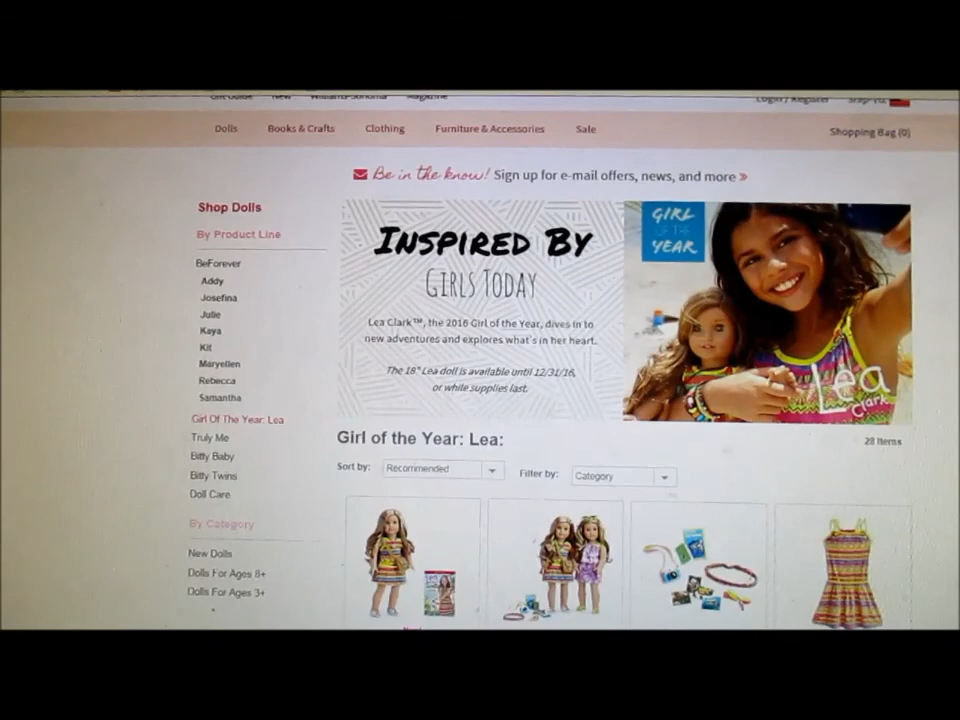 Gift Guide New Williams-Sonoma Magazine
Login / Register
Dolls Books & Crafts Clothing Furniture & Accessories Sale
Shopping Bag (0)
Be in the know! Sign up for e-mail offers, news, and more »
Shop Dolls
By Product Line
BeForever
Addy
Josefina
Julie
Kaya
Kit
Maryellen
Rebecca
Samantha
Girl Of The Year: Lea
Truly Me
Bitty Baby
Bitty Twins
Doll Care
By Category
New Dolls
Dolls For Ages 8+
Dolls For Ages 3+
INSPIRED BY
GIRLS TODAY
Lea Clark™, the 2016 Girl of the Year, dives in to
new adventures and explores what's in her heart.
The 18" Lea doll is available until 12/31/16,
or while supplies last.
GIRL
OF THE
YEAR
Lea
Clark
Girl of the Year: Lea:
28 Items
Sort by: Recommended Filter by: Category